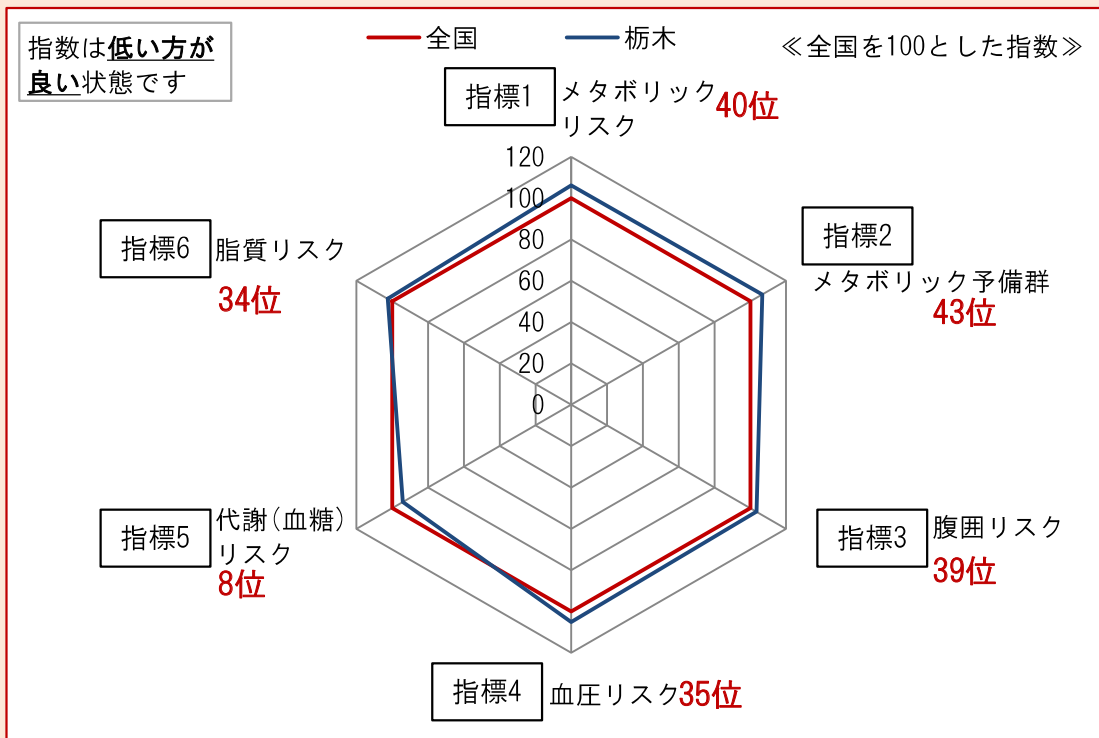 指数は低い方が
良い状態です
全国
栃木
≪全国を100とした指数≫
指標1
メタボリック
リスク
40位
指標2
メタボリック予備群
43位
指標3
腹囲リスク
39位
指標4
血圧リスク35位
指標5
代謝(血糖)
リスク
8位
指標6
脂質リスク
34位
120
100
80
60
40
20
0